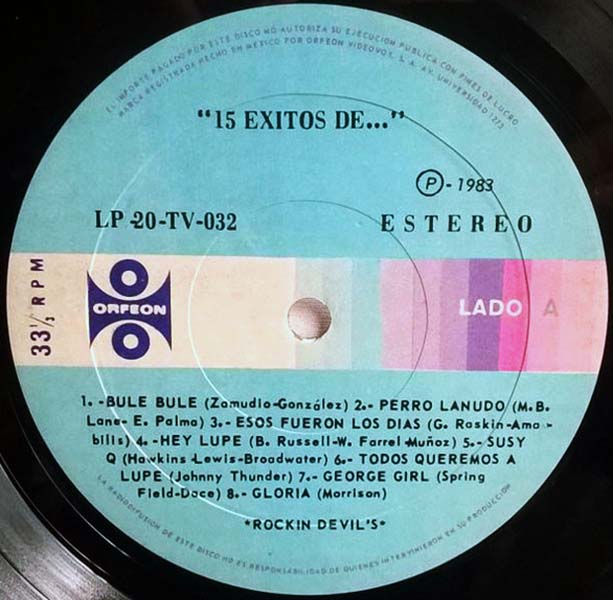 EL IMPORTE PAGADO POR ESTE DISCO NO AUTORIZA SU EJECUCION PUBLICA CON FINES DE LUCRO
MARCA REGISTRADA HECHO EN MEXICO POR ORFEON VIDEOVOX, S. A. AV. UNIVERSIDAD 1273
"15 EXITOS DE..."
P - 1983
LP-20-TV-032
ESTEREO
33⅓ RPM
ORFEON
LADO A
1.-BULE BULE (Zamudio-González) 2.- PERRO LANUDO (M.B.
Lane-E. Palma) 3.- ESOS FUERON LOS DIAS (G. Raskin-Ama-
bilis) 4.-HEY LUPE (B. Russell-W. Farrel-Muñoz) 5.- SUSY
Q (Hawkins-Lewis-Broadwater) 6.- TODOS QUEREMOS A
LUPE (Johnny Thunder) 7.- GEORGE GIRL (Spring
Field-Dace) 8.- GLORIA (Morrison)
*ROCKIN DEVIL'S*
LA RADIODIFUSION DE ESTE DISCO NO ES RESPONSABILIDAD DE QUIENES INTERVINIERON EN SU PRODUCCION